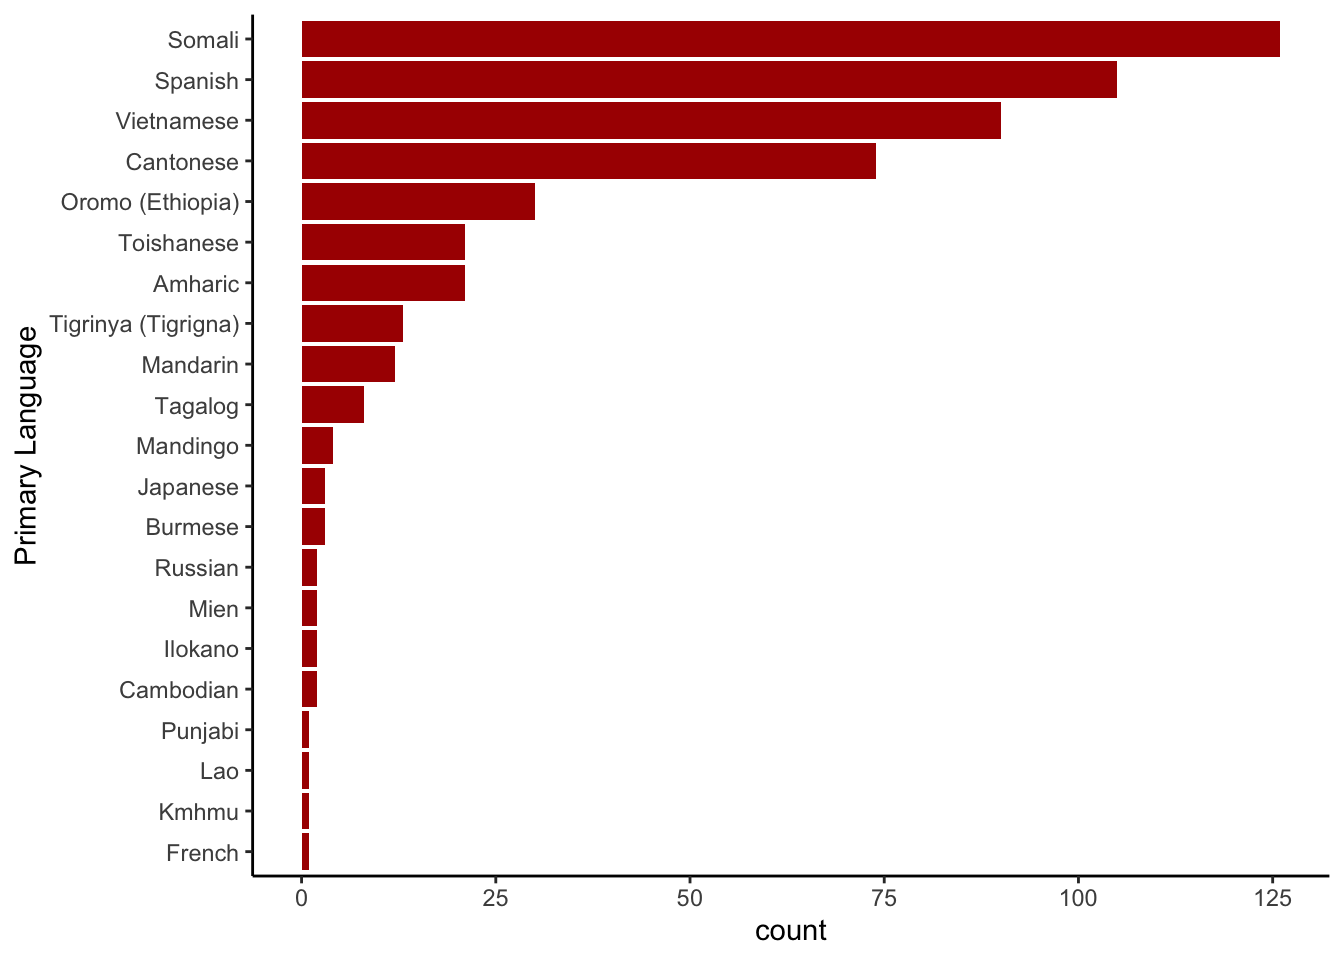 Somali
Spanish
Vietnamese
Cantonese
Oromo (Ethiopia)
Toishanese
Amharic
Tigrinya (Tigrigna)
Mandarin
Tagalog
Mandingo
Japanese
Burmese
Russian
Mien
Ilokano
Cambodian
Punjabi
Lao
Kmhmu
French
Primary Language
0 25 50 75 100 125
count